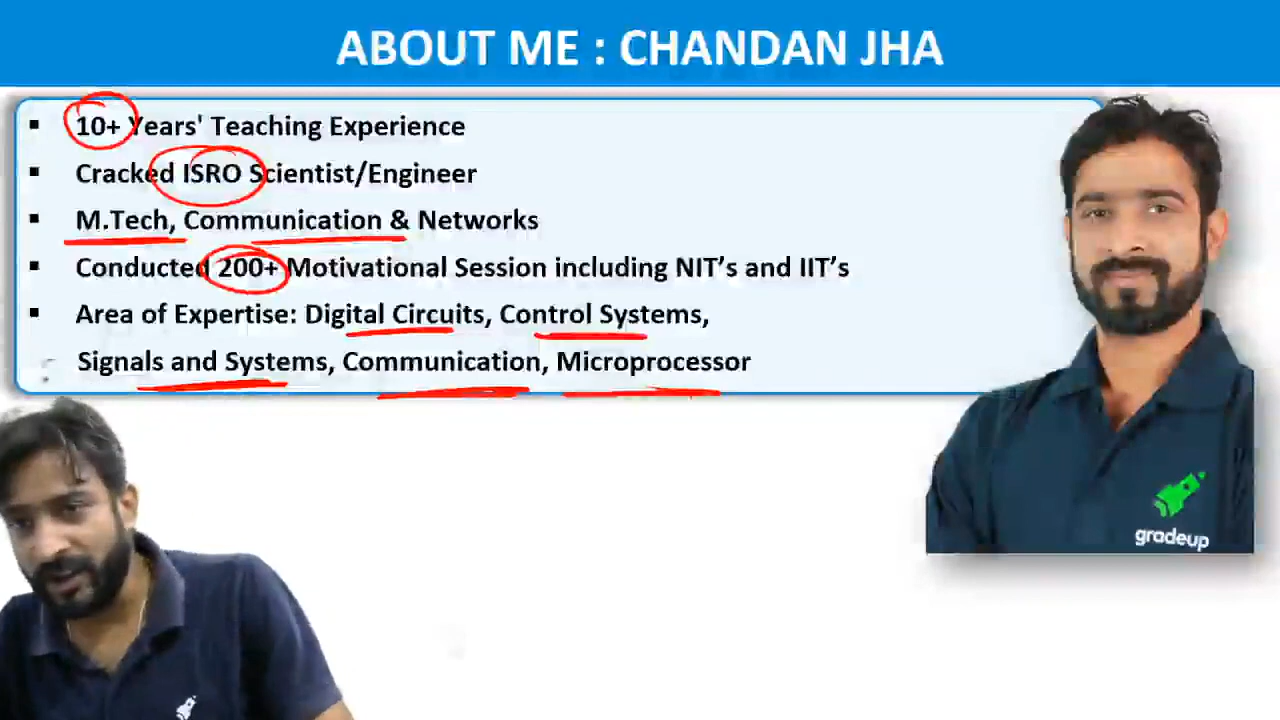 ABOUT ME : CHANDAN JHA
▪ 10+ Years' Teaching Experience
▪ Cracked ISRO Scientist/Engineer
▪ M.Tech, Communication & Networks
▪ Conducted 200+ Motivational Session including NIT’s and IIT’s
▪ Area of Expertise: Digital Circuits, Control Systems,
Signals and Systems, Communication, Microprocessor
gradeup